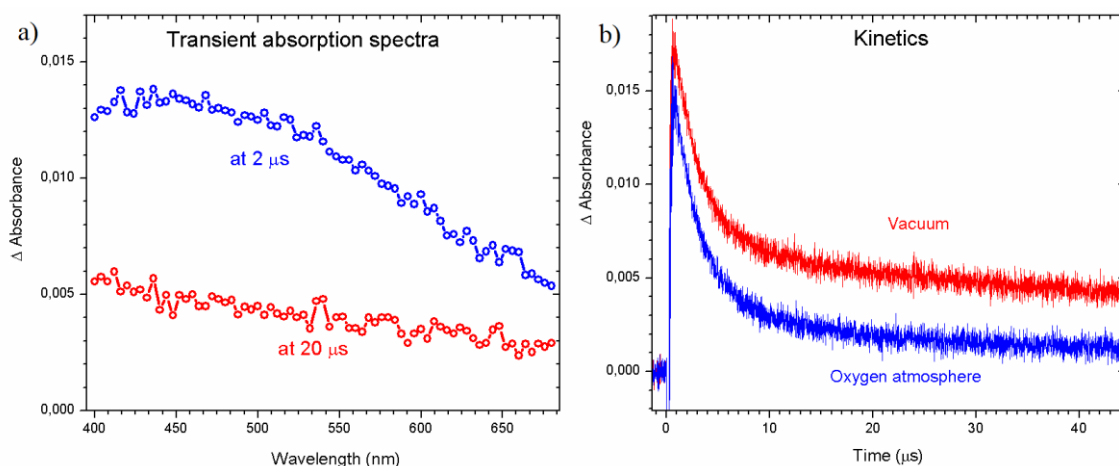 a)
Transient absorption spectra
0,015
0,010
0,005
0,000
Δ Absorbance
at 2 μs
at 20 μs
400 450 500 550 600 650
Wavelength (nm)
b)
Kinetics
0,015
0,010
0,005
0,000
Δ Absorbance
Vacuum
Oxygen atmosphere
0 10 20 30 40
Time (μs)